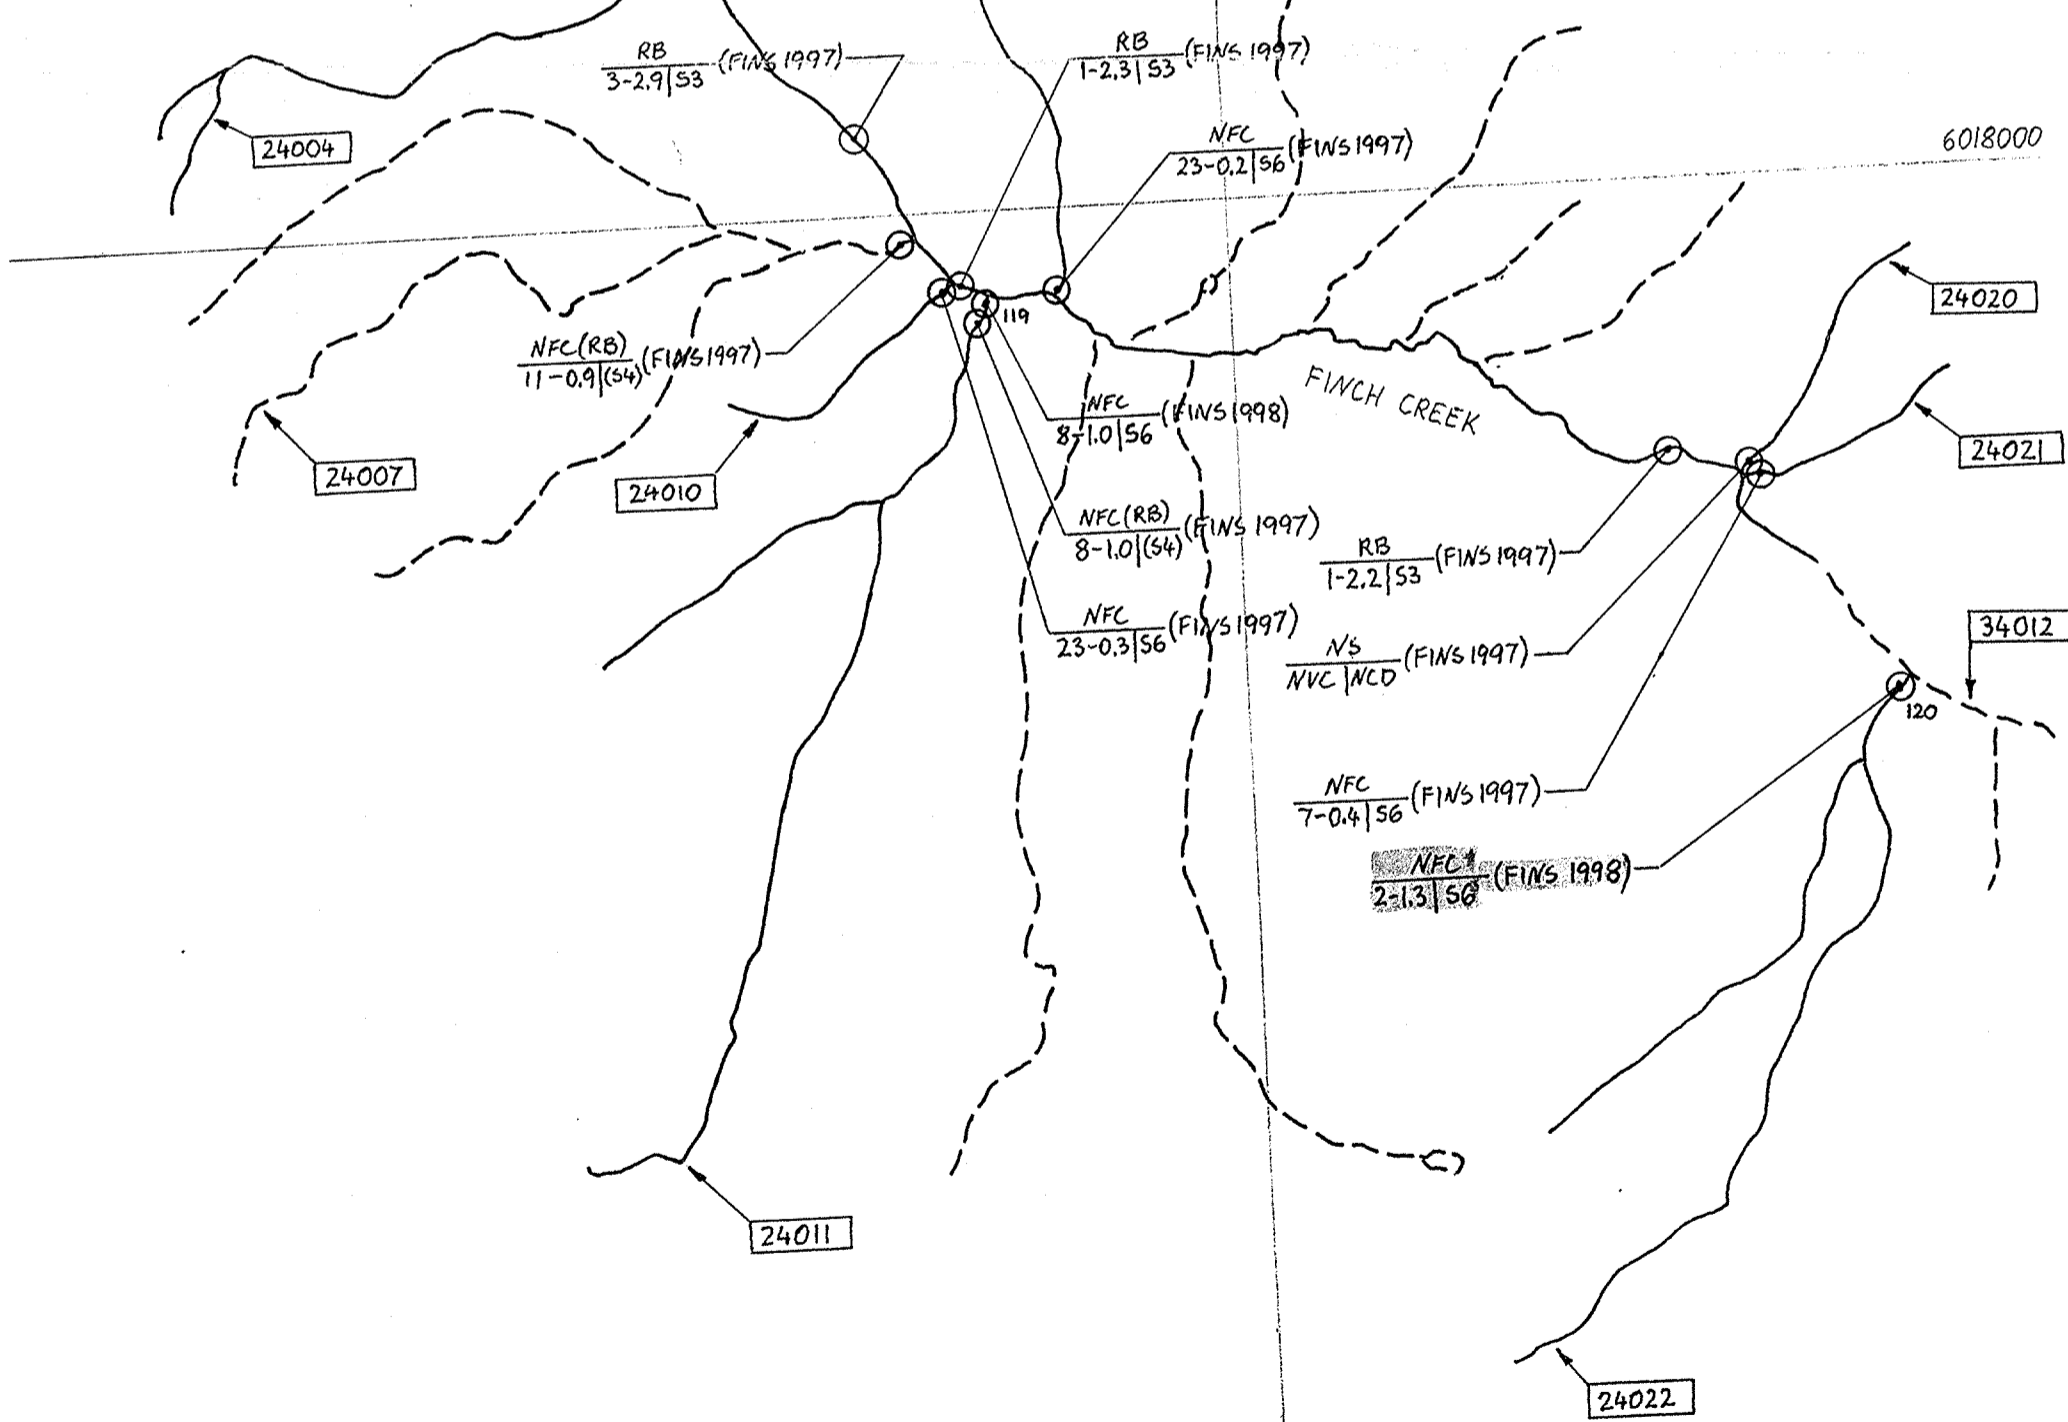 RB
3-2.9|S3 (FINS 1997)
RB
1-2.3|S3 (FINS 1997)
24004
NFC
23-0.2|S6 (FINS 1997)
6018000
24020
119
NFC(RB)
11-0.9|(S4) (FINS 1997)
FINCH CREEK
NFC
8-1.0|S6 (FINS 1998)
24007
24010
24021
NFC(RB)
8-1.0|(S4) (FINS 1997)
RB
1-2.2|S3 (FINS 1997)
NFC
23-0.3|S6 (FINS 1997)
34012
NS
NVC|NCD (FINS 1997)
120
NFC
7-0.4|S6 (FINS 1997)
NFC*
2-1.3|S6 (FINS 1998)
24011
24022